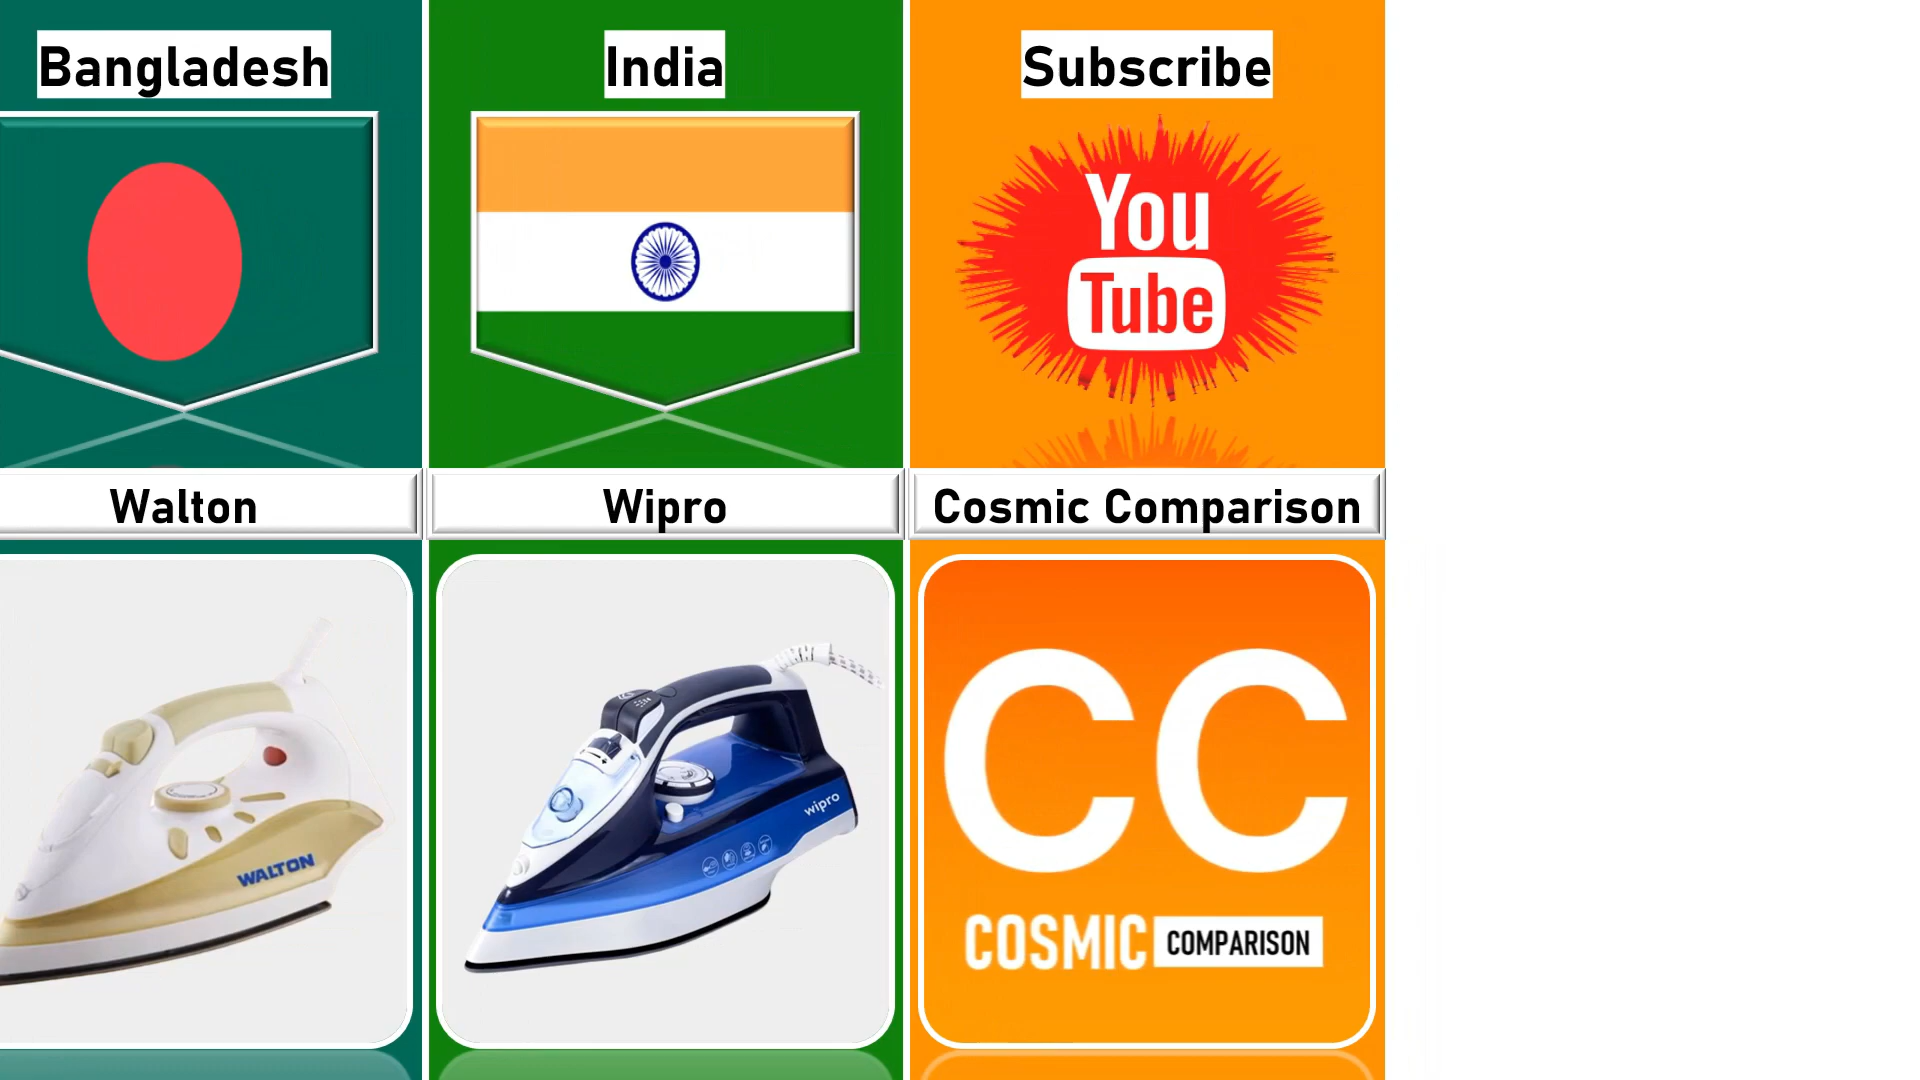 Bangladesh
India
Subscribe
You
Tube
Walton
Wipro
Cosmic Comparison
WALTON
wipro
CC
COSMIC COMPARISON